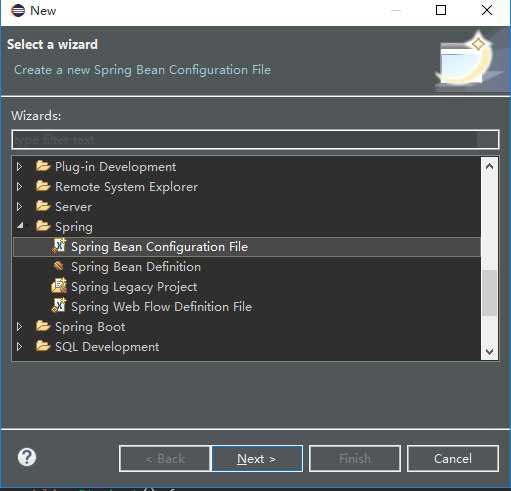 New
Select a wizard
Create a new Spring Bean Configuration File
Wizards:
type filter text
Plug-in Development
Remote System Explorer
Server
Spring
Spring Bean Configuration File
Spring Bean Definition
Spring Legacy Project
Spring Web Flow Definition File
Spring Boot
SQL Development
< Back
Next >
Finish
Cancel